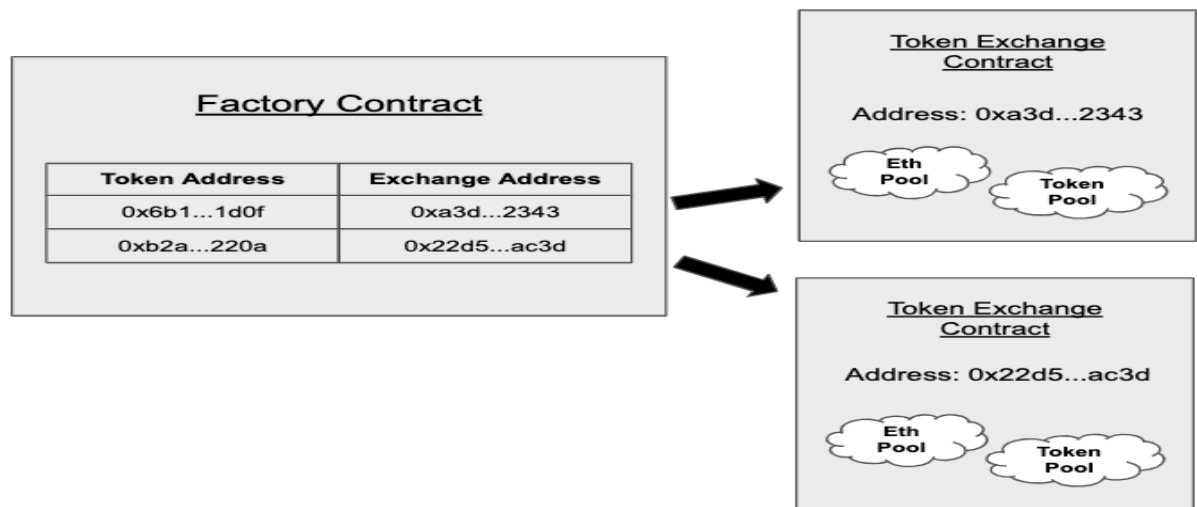 Factory Contract
Token Address Exchange Address
0x6b1...1d0f 0xa3d...2343
0xb2a...220a 0x22d5...ac3d
Token Exchange
Contract
Address: 0xa3d...2343
Eth
Pool
Token
Pool
Token Exchange
Contract
Address: 0x22d5...ac3d
Eth
Pool
Token
Pool